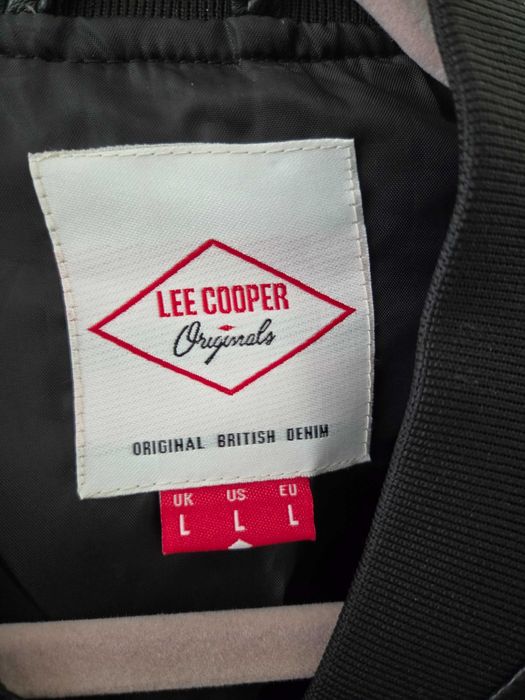 LEE COOPER
Originals
ORIGINAL BRITISH DENIM
UK US EU
L L L